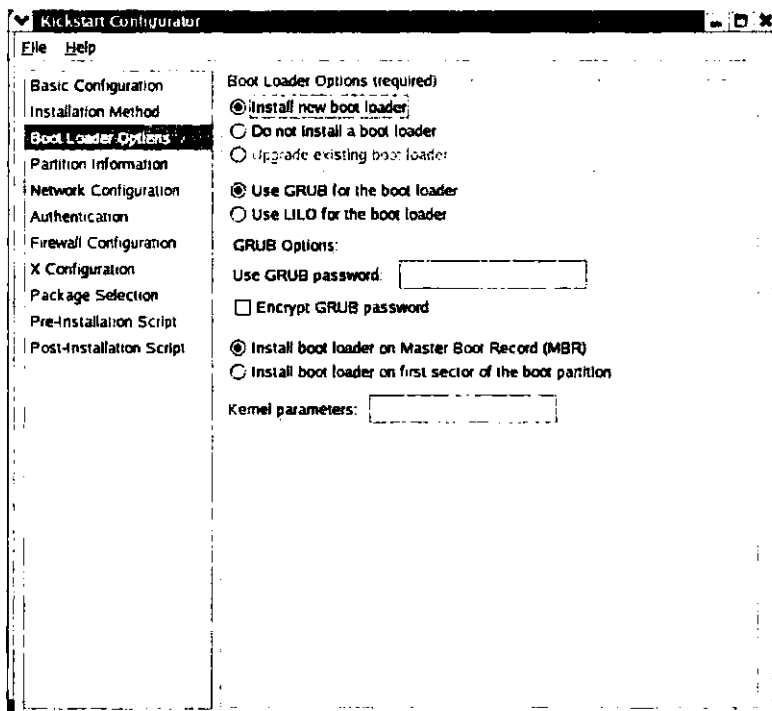 Kickstart Configurator
File Help
Basic Configuration
Installation Method
Boot Loader Options
Partition Information
Network Configuration
Authentication
Firewall Configuration
X Configuration
Package Selection
Pre-Installation Script
Post-Installation Script
Boot Loader Options (required)
Install new boot loader
Do not install a boot loader
Upgrade existing boot loader
Use GRUB for the boot loader
Use LILO for the boot loader
GRUB Options:
Use GRUB password:
Encrypt GRUB password
Install boot loader on Master Boot Record (MBR)
Install boot loader on first sector of the boot partition
Kernel parameters: